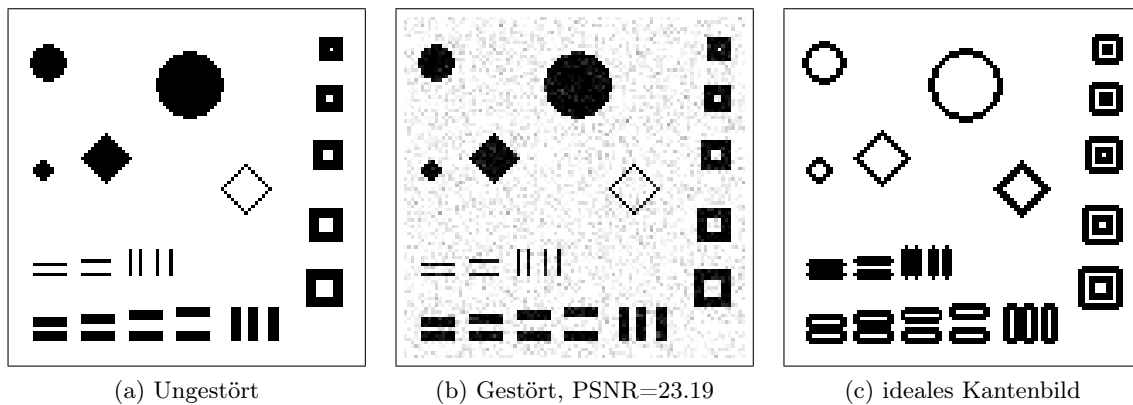 (a) Ungestört
(b) Gestört, PSNR=23.19
(c) ideales Kantenbild